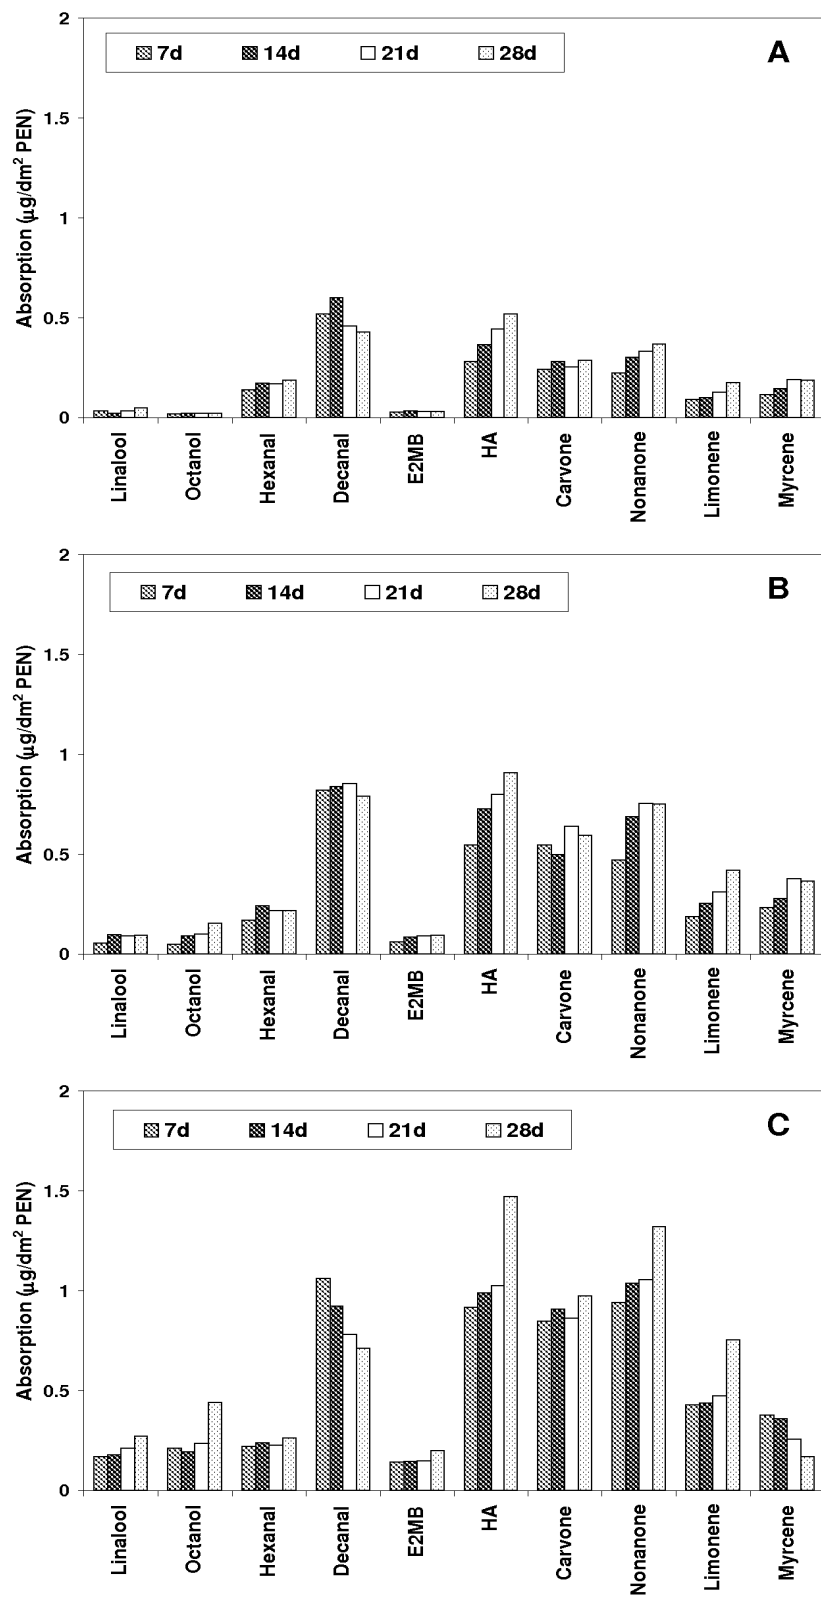 2
7d 14d 21d 28d A
1.5
1
0.5
0
Absorption (µg/dm² PEN)
Linalool Octanol Hexanal Decanal E2MB HA Carvone Nonanone Limonene Myrcene
2
7d 14d 21d 28d B
1.5
1
0.5
0
Absorption (µg/dm² PEN)
Linalool Octanol Hexanal Decanal E2MB HA Carvone Nonanone Limonene Myrcene
2
7d 14d 21d 28d C
1.5
1
0.5
0
Absorption (µg/dm² PEN)
Linalool Octanol Hexanal Decanal E2MB HA Carvone Nonanone Limonene Myrcene